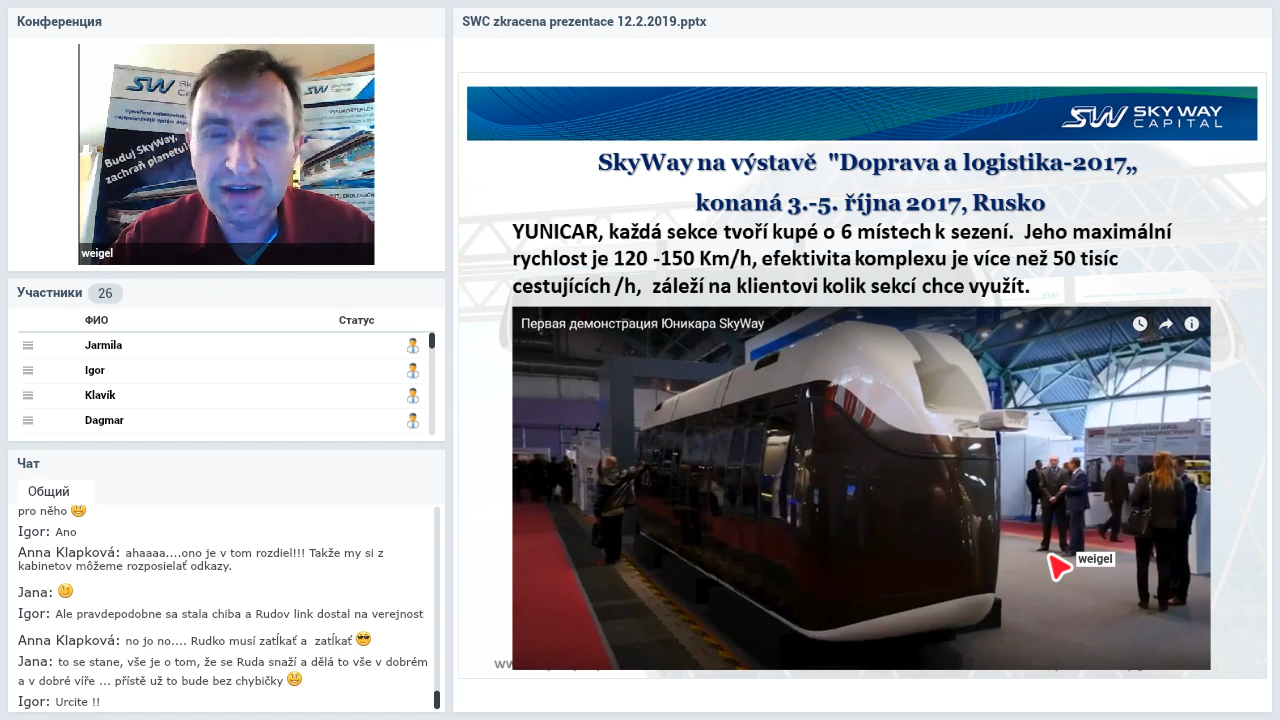 Конференция
SW Sk
Buduj SkyWay,
zachraň planetu!
weigel
Участники 26
ФИО Статус
Jarmila
Igor
Klavík
Dagmar
Чат
Общий
pro něho
Igor: Ano
Anna Klapková: ahaaaa....ono je v tom rozdiel!!! Takže my si z
kabinetov môžeme rozposielať odkazy.
Jana:
Igor: Ale pravdepodobne sa stala chiba a Rudov link dostal na verejnost
Anna Klapková: no jo no.... Rudko musí zatĺkať a  zatĺkať
Jana: to se stane, vše je o tom, že se Ruda snaží a dělá to vše v dobrém
a v dobré víře ... přístě už to bude bez chybičky
Igor: Urcite !!
SWC zkracena prezentace 12.2.2019.pptx
SW SKY WAY
CAPITAL
SkyWay na výstavě  "Doprava a logistika-2017„
konaná 3.-5. října 2017, Rusko
YUNICAR, každá sekce tvoří kupé o 6 místech k sezení.  Jeho maximální
rychlost je 120 -150 Km/h, efektivita komplexu je více než 50 tisíc
cestujících /h,  záleží na klientovi kolik sekcí chce využít.
Первая демонстрация Юникара SkyWay
weigel